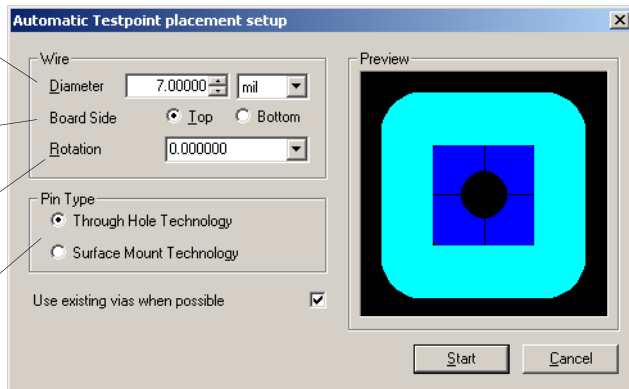 Automatic Testpoint placement setup
Wire
Diameter 7.00000 mil
Board Side Top Bottom
Rotation 0.000000
Pin Type
Through Hole Technology
Surface Mount Technology
Use existing vias when possible
Preview
Start Cancel